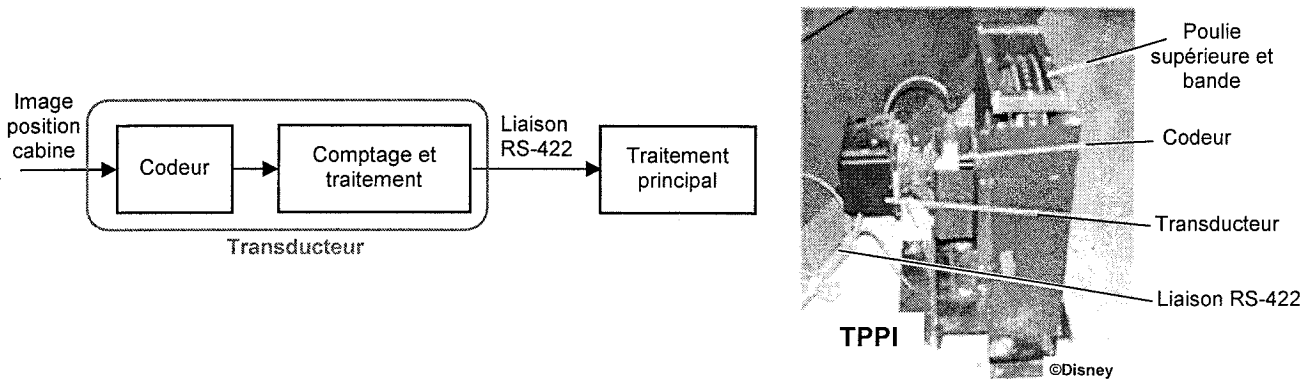 Image
position
cabine
Codeur
Comptage et
traitement
Transducteur
Liaison
RS-422
Traitement
principal
Poulie
supérieure et
bande
Codeur
Transducteur
Liaison RS-422
TPPI
©Disney